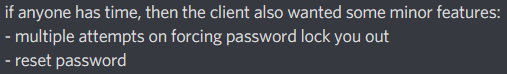 if anyone has time, then the client also wanted some minor features:
- multiple attempts on forcing password lock you out
- reset password